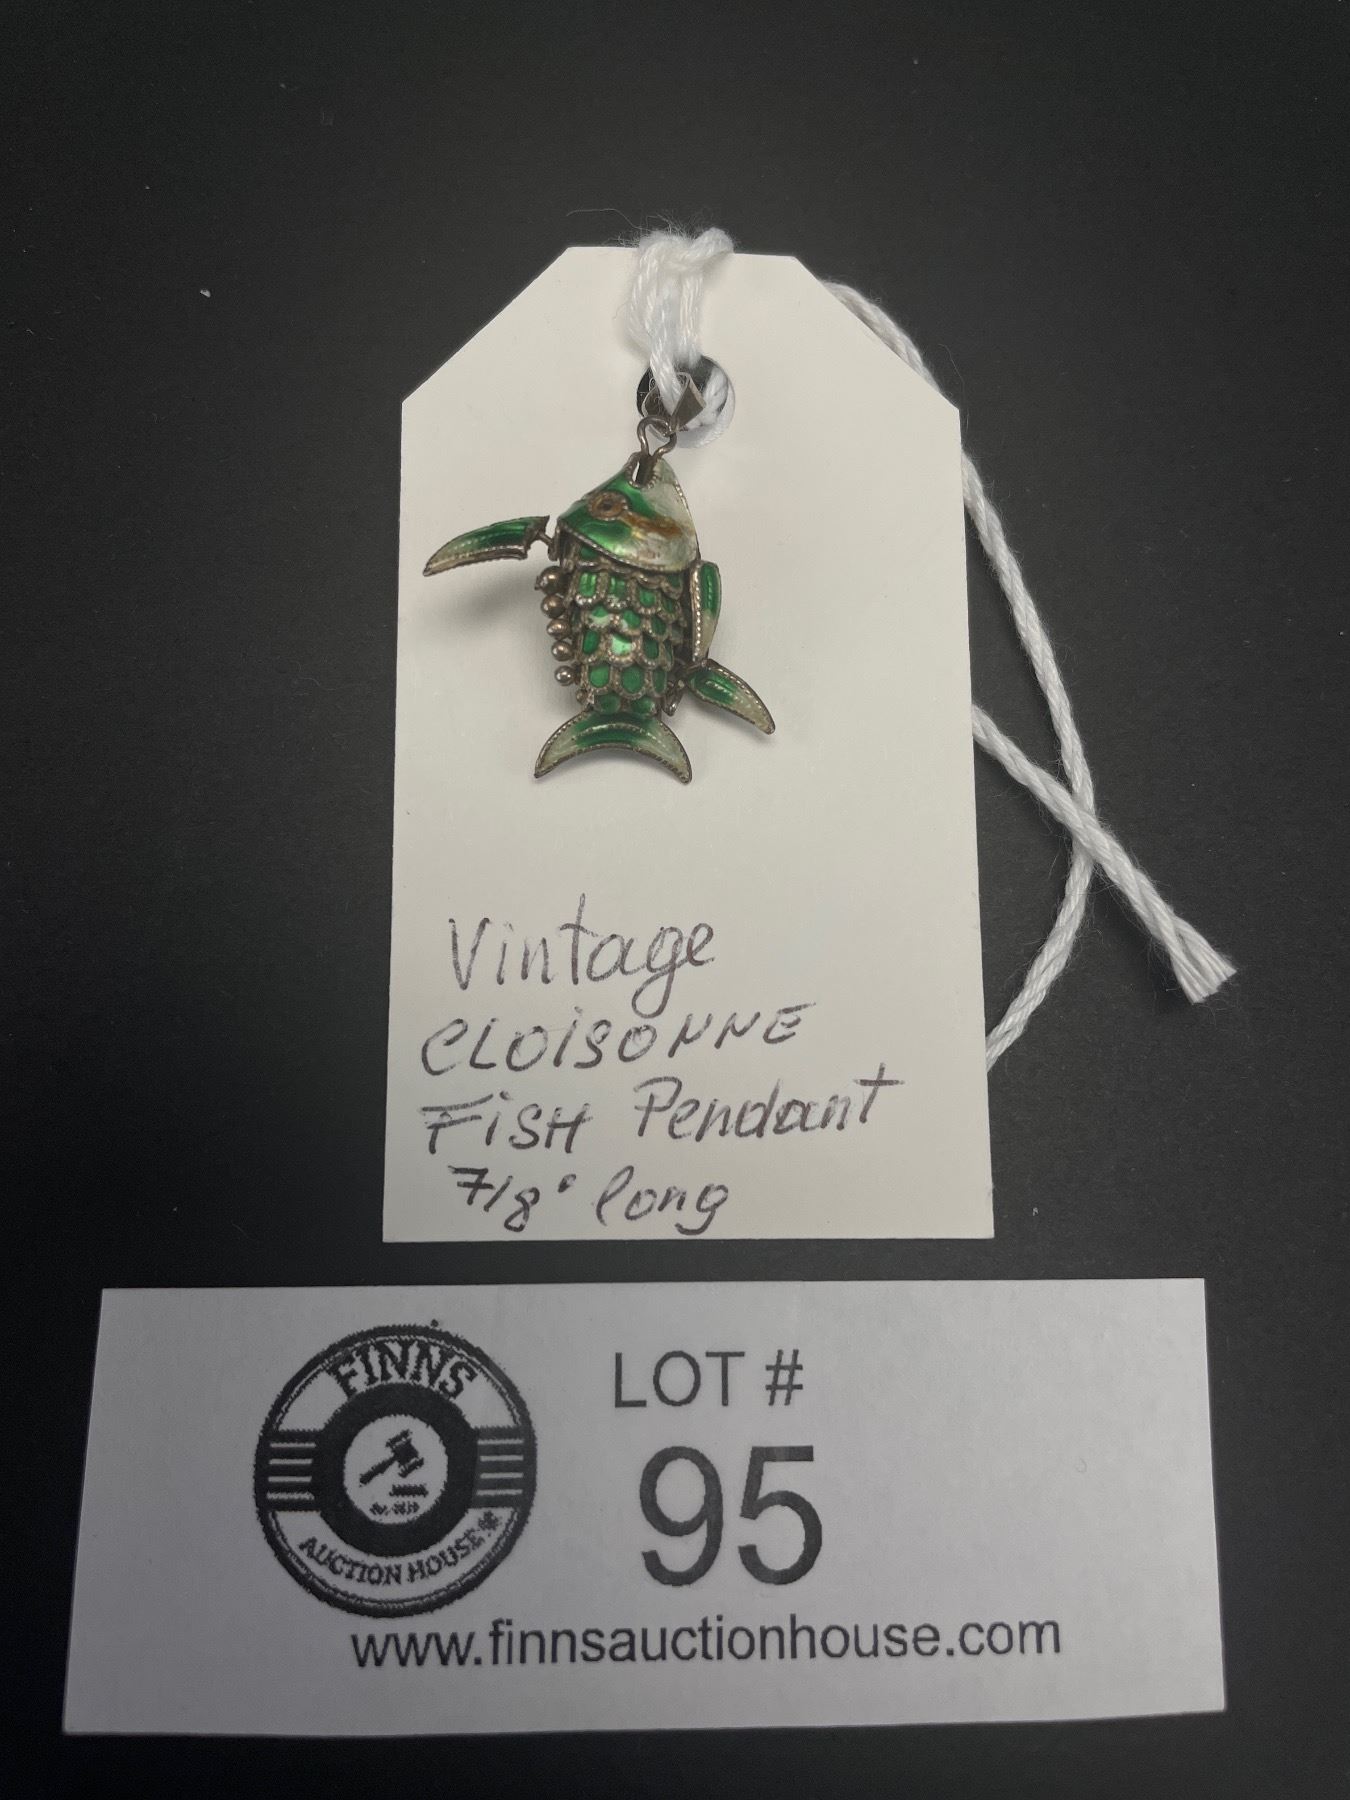 Vintage
CLOISONNE
FISH Pendant
7/8" long
FINNS
AUCTION HOUSE
LOT #
95
www.finnsauctionhouse.com